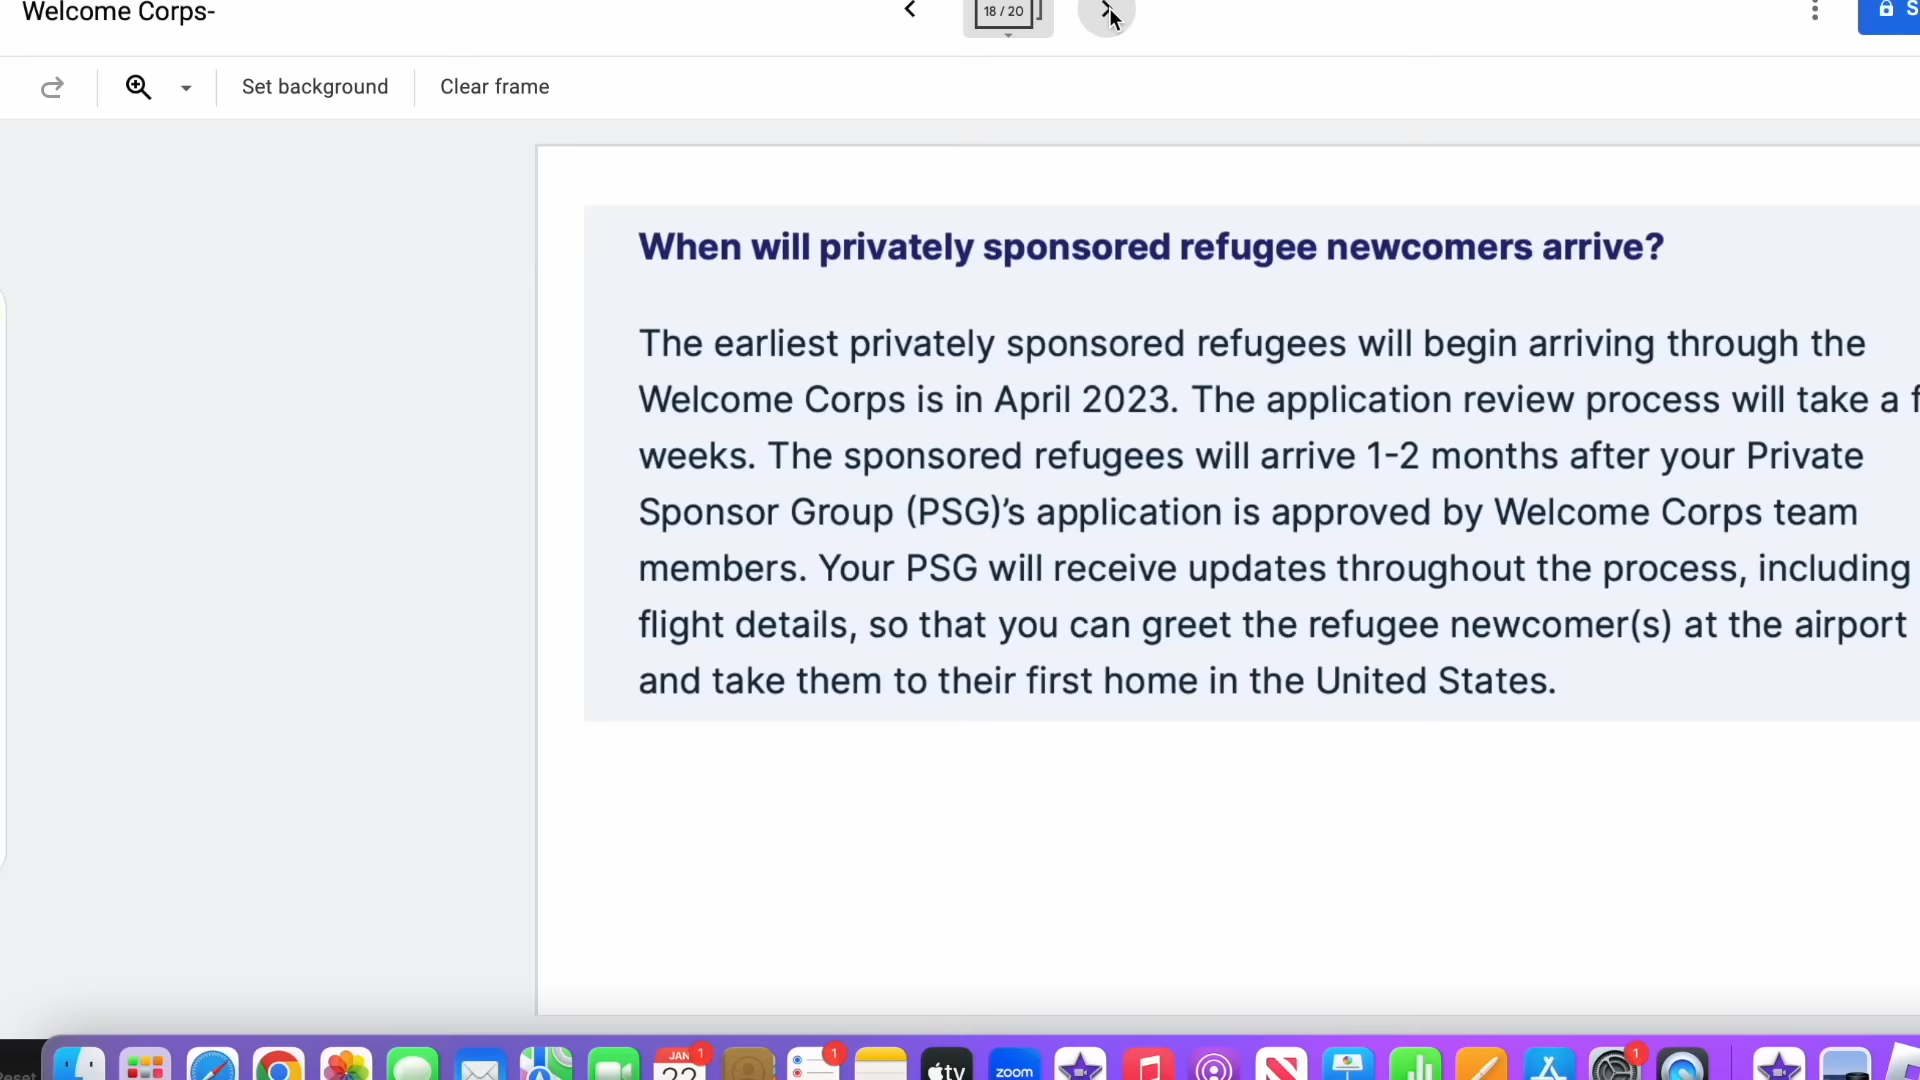 Welcome Corps-
18 / 20
Set background
Clear frame
When will privately sponsored refugee newcomers arrive?
The earliest privately sponsored refugees will begin arriving through the
Welcome Corps is in April 2023. The application review process will take a
weeks. The sponsored refugees will arrive 1-2 months after your Private
Sponsor Group (PSG)’s application is approved by Welcome Corps team
members. Your PSG will receive updates throughout the process, including
flight details, so that you can greet the refugee newcomer(s) at the airport
and take them to their first home in the United States.
JAN 1
22
1
tv
zoom
1